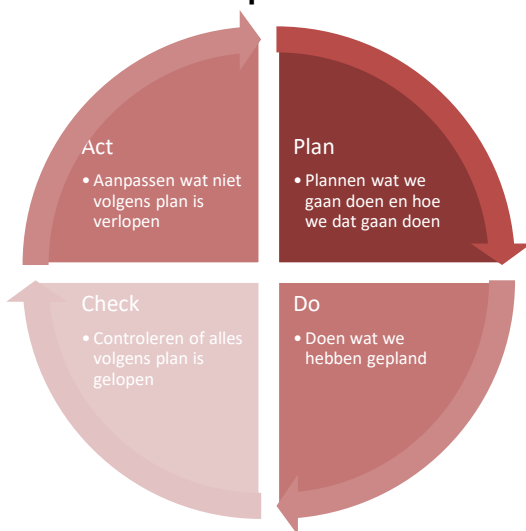 Act
• Aanpassen wat niet
volgens plan is
verlopen
Plan
• Plannen wat we
gaan doen en hoe
we dat gaan doen
Check
• Controleren of alles
volgens plan is
gelopen
Do
• Doen wat we
hebben gepland